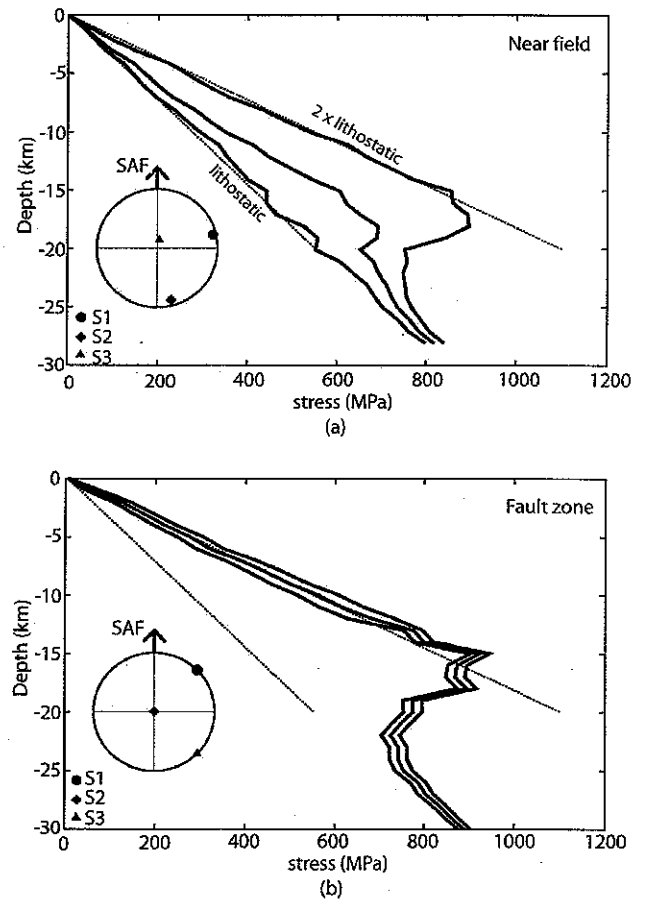 0
Near field
-5
2 x lithostatic
-10
SAF
lithostatic
-15
Depth (km)
-20
-25
S1
S2
S3
-30
0 200 400 600 800 1000 1200
stress (MPa)
(a)
0
Fault zone
-5
-10
SAF
-15
Depth (km)
-20
-25
S1
S2
S3
-30
0 200 400 600 800 1000 1200
stress (MPa)
(b)